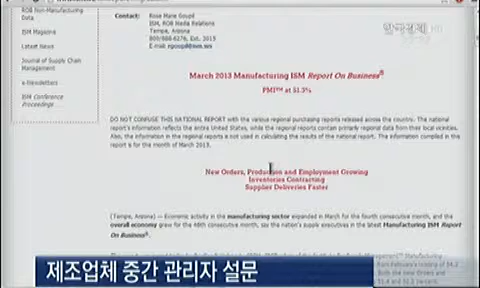 ROB Non-Manufacturing
Data
ISM Magazine
Latest News
Journal of Supply Chain
Management
e-Newsletters
ISM Conference
Proceedings
Contact:
Rose Marie Goupil
ISM, ROB Media Relations
Tempe, Arizona
800/888-6276, Ext. 3015
E-mail:
March 2013 Manufacturing ISM Report On Business®
PMI™ at 51.3%
DO NOT CONFUSE THIS NATIONAL REPORT with the various regional purchasing reports released across the country. The national
report's information reflects the entire United States, while the regional reports contain primarily regional data from their local vicinities.
Also, the information in the regional reports is not used in calculating the results of the national report. The information compiled in
this report is for the month of March 2013.
New Orders, Production and Employment Growing
Inventories Contracting
Supplier Deliveries Faster
(Tempe, Arizona) — Economic activity in the manufacturing sector expanded in March for the fourth consecutive month, and the
overall economy grew for the 46th consecutive month, say the nation's supply executives in the latest Manufacturing ISM Report
On Business®.
제조업체 중간 관리자 설문